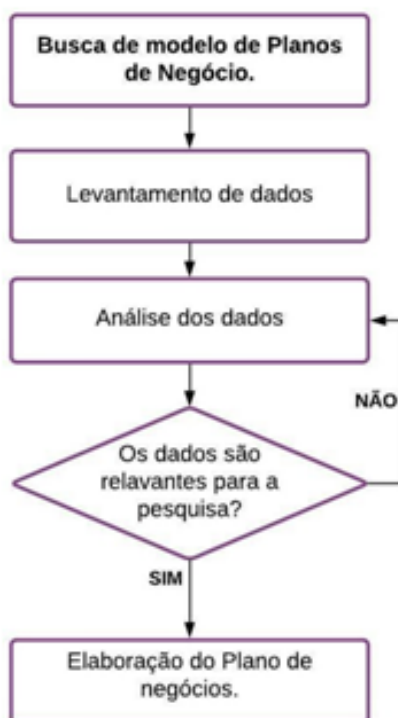 Busca de modelo de Planos
de Negócio.
Levantamento de dados
Análise dos dados
NÃO
Os dados são
relavantes para a
pesquisa?
SIM
Elaboração do Plano de
negócios.